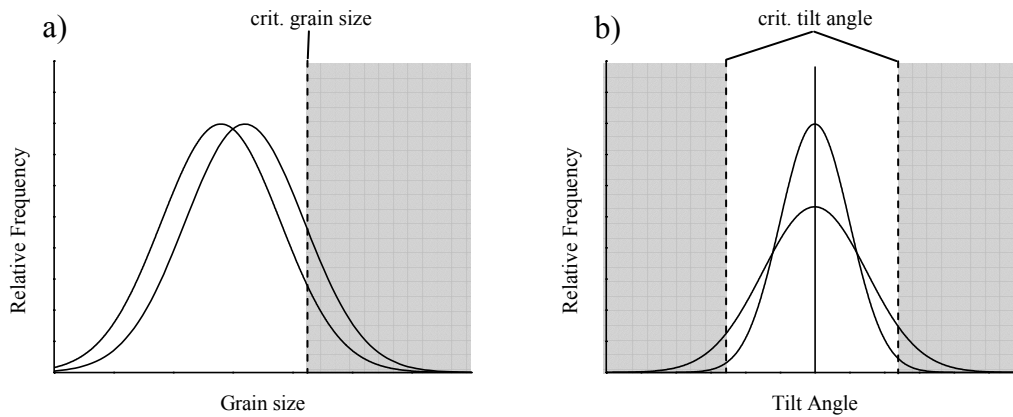 a)
crit. grain size
Relative Frequency
Grain size
b)
crit. tilt angle
Relative Frequency
Tilt Angle